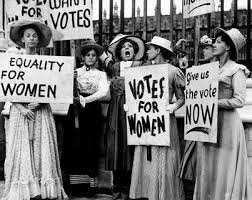 WANT
VOTES
EQUALITY
FOR
WOMEN
VOTES
FOR
WOMEN
Give us
the vote
NOW